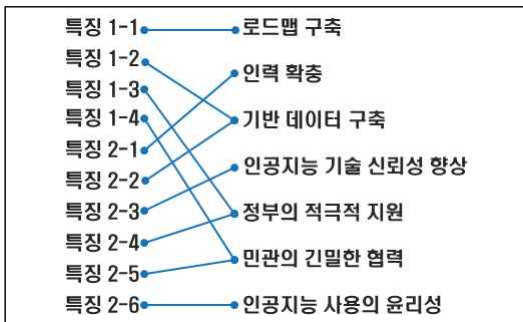 특징 1-1
특징 1-2
특징 1-3
특징 1-4
특징 2-1
특징 2-2
특징 2-3
특징 2-4
특징 2-5
특징 2-6
로드맵 구축
인력 확충
기반 데이터 구축
인공지능 기술 신뢰성 향상
정부의 적극적 지원
민관의 긴밀한 협력
인공지능 사용의 윤리성